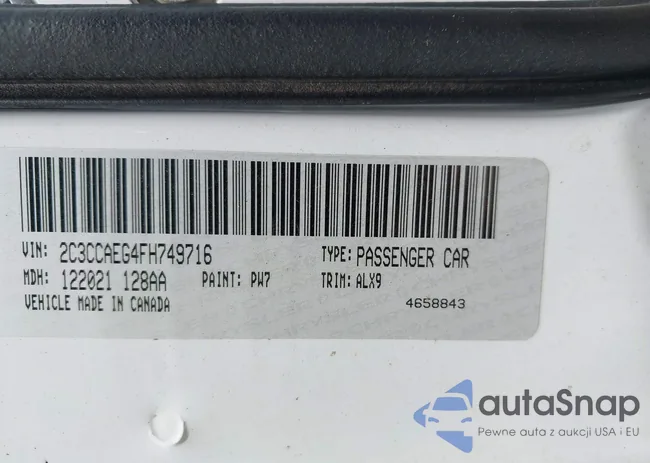 VIN: 2C3CCAEG4FH749716 TYPE: PASSENGER CAR
MDH: 122021 128AA PAINT: PW7 TRIM: ALX9
VEHICLE MADE IN CANADA 4658843
autaSnap
Pewne auta z aukcji USA i EU